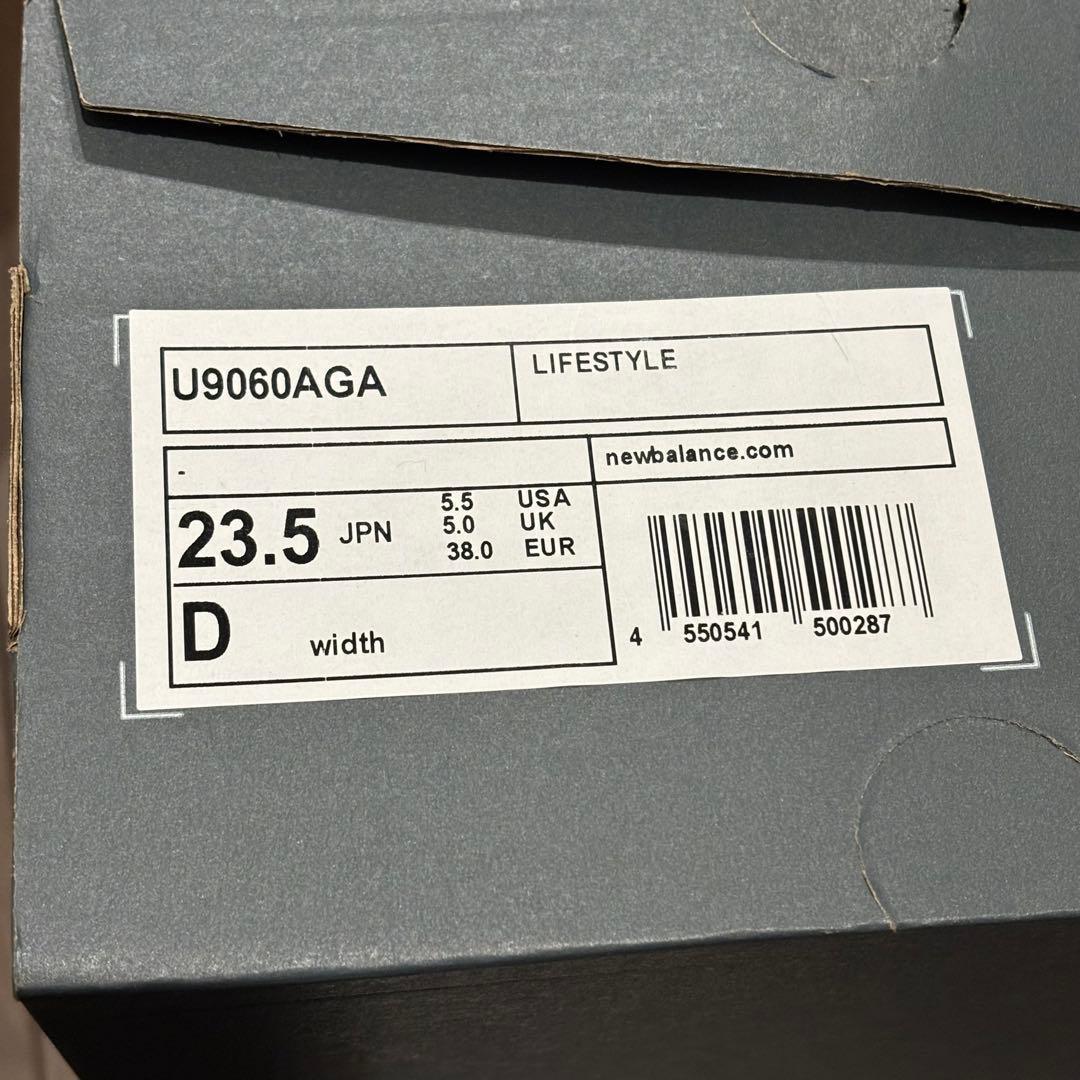 U9060AGA
LIFESTYLE
-
newbalance.com
23.5 JPN
5.5 USA
5.0 UK
38.0 EUR
D width
4 550541 500287